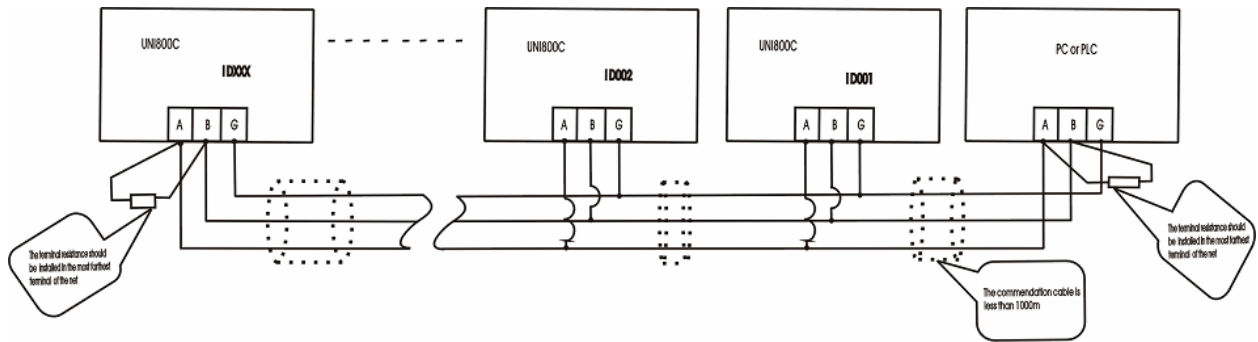 UNI800C
IDXXX
A B G
UNI800C
ID002
A B G
UNI800C
ID001
A B G
PC or PLC
A B G
The terminal resistance should
be installed in the most farthest
terminal of the net
The commendation cable is
less than 1000m
The terminal resistance should
be installed in the most farthest
terminal of the net